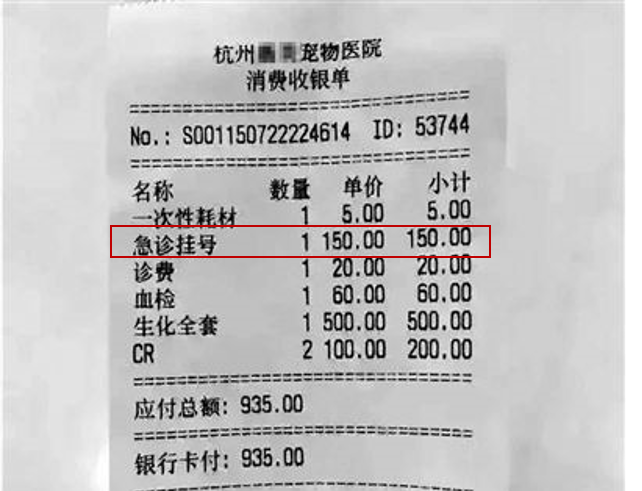 杭州 宠物医院
消费收银单
No.: S001150722224614 ID: 53744
名称 数量 单价 小计
一次性耗材 1 5.00 5.00
急诊挂号 1 150.00 150.00
诊费 1 20.00 20.00
血检 1 60.00 60.00
生化全套 1 500.00 500.00
CR 2 100.00 200.00
应付总额: 935.00
银行卡付: 935.00